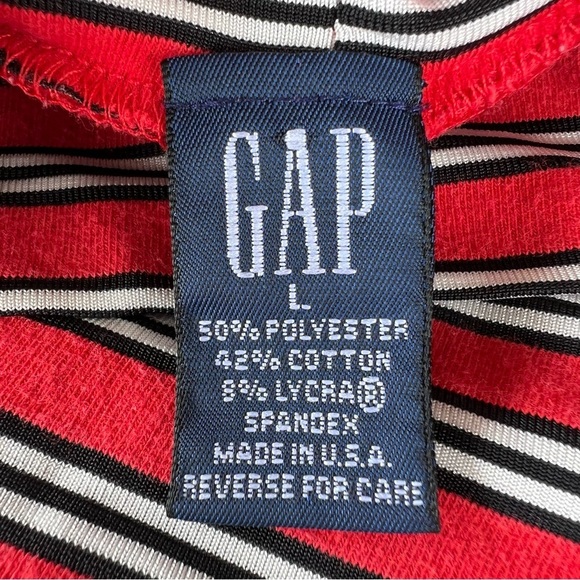 GAP
L
50% POLYESTER
42% COTTON
8% LYCRA®
SPANDEX
MADE IN U.S.A.
REVERSE FOR CARE